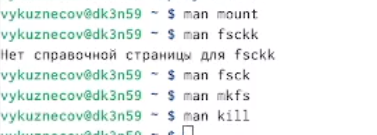 vykuznecov@dk3n59 ~ $ man mount
vykuznecov@dk3n59 ~ $ man fsckk
Нет справочной страницы для fsckk
vykuznecov@dk3n59 ~ $ man fsck
vykuznecov@dk3n59 ~ $ man mkfs
vykuznecov@dk3n59 ~ $ man kill
vykuznecov@dk3n59 ~ $